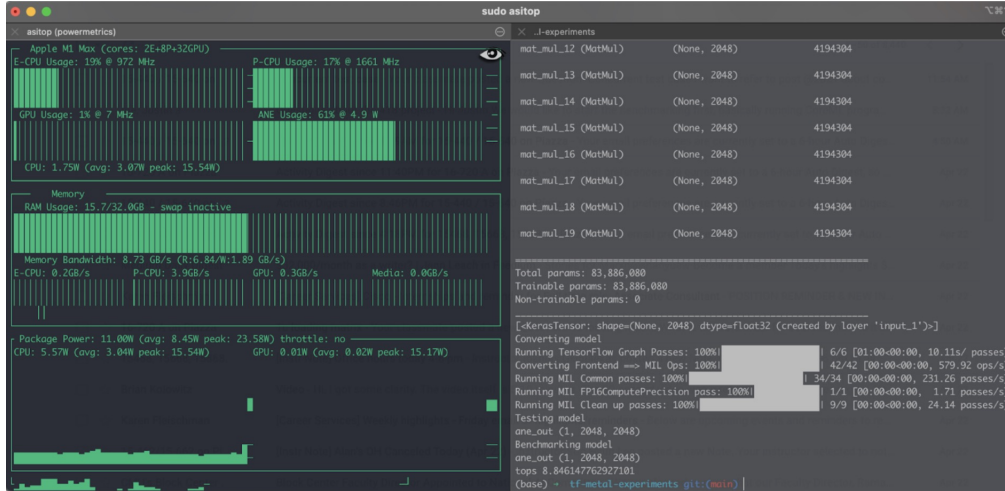 sudo asitop
asitop (powermetrics)
..l-experiments
Apple M1 Max (cores: 2E+8P+32GPU)
E-CPU Usage: 19% @ 972 MHz
P-CPU Usage: 17% @ 1661 MHz
GPU Usage: 1% @ 7 MHz
ANE Usage: 61% @ 4.9 W
CPU: 1.75W (avg: 3.07W peak: 15.54W)
Memory
RAM Usage: 15.7/32.0GB - swap inactive
Memory Bandwidth: 8.73 GB/s (R:6.84/W:1.89 GB/s)
E-CPU: 0.2GB/s
P-CPU: 3.9GB/s
GPU: 0.3GB/s
Media: 0.0GB/s
Package Power: 11.00W (avg: 8.45W peak: 23.58W) throttle: no
CPU: 5.57W (avg: 3.04W peak: 15.54W)
GPU: 0.01W (avg: 0.02W peak: 15.17W)
mat_mul_12 (MatMul) (None, 2048) 4194304
mat_mul_13 (MatMul) (None, 2048) 4194304
mat_mul_14 (MatMul) (None, 2048) 4194304
mat_mul_15 (MatMul) (None, 2048) 4194304
mat_mul_16 (MatMul) (None, 2048) 4194304
mat_mul_17 (MatMul) (None, 2048) 4194304
mat_mul_18 (MatMul) (None, 2048) 4194304
mat_mul_19 (MatMul) (None, 2048) 4194304
Total params: 83,886,080
Trainable params: 83,886,080
Non-trainable params: 0
[<KerasTensor: shape=(None, 2048) dtype=float32 (created by layer 'input_1')>]
Converting model
Running TensorFlow Graph Passes: 100%| | 6/6 [01:00<00:00, 10.11s/ passes
Converting Frontend ==> MIL Ops: 100%| | 42/42 [00:00<00:00, 579.92 ops/s
Running MIL Common passes: 100%| | 34/34 [00:00<00:00, 231.26 passes/s
Running MIL FP16ComputePrecision pass: 100%| | 1/1 [00:00<00:00, 1.71 passes/s
Running MIL Clean up passes: 100%| | 9/9 [00:00<00:00, 24.14 passes/s
Testing model
ane_out (1, 2048, 2048)
Benchmarking model
ane_out (1, 2048, 2048)
tops 8.846147762927101
(base) → tf-metal-experiments git:(main)